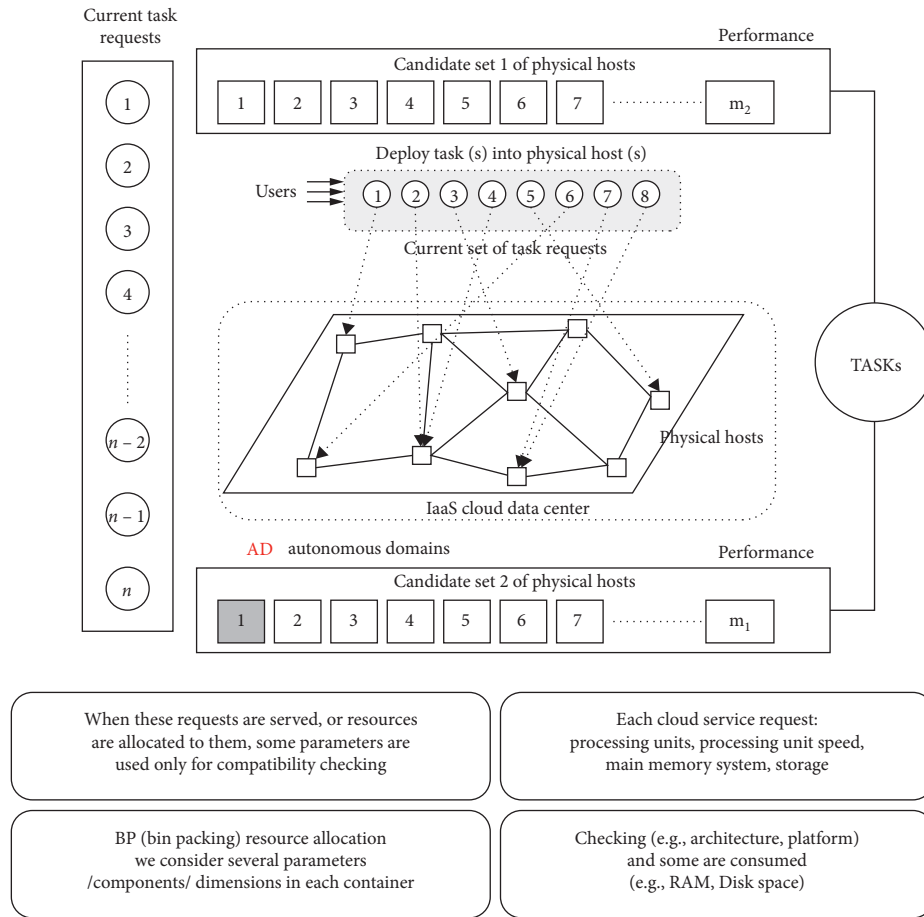 Current task
requests
1
2
3
4
n – 2
n – 1
n
Performance
Candidate set 1 of physical hosts
1 2 3 4 5 6 7 m2
Deploy task (s) into physical host (s)
Users
1 2 3 4 5 6 7 8
Current set of task requests
TASKs
Physical hosts
IaaS cloud data center
AD autonomous domains
Performance
Candidate set 2 of physical hosts
1 2 3 4 5 6 7 m1
When these requests are served, or resources
are allocated to them, some parameters are
used only for compatibility checking
Each cloud service request:
processing units, processing unit speed,
main memory system, storage
BP (bin packing) resource allocation
we consider several parameters
/components/ dimensions in each container
Checking (e.g., architecture, platform)
and some are consumed
(e.g., RAM, Disk space)